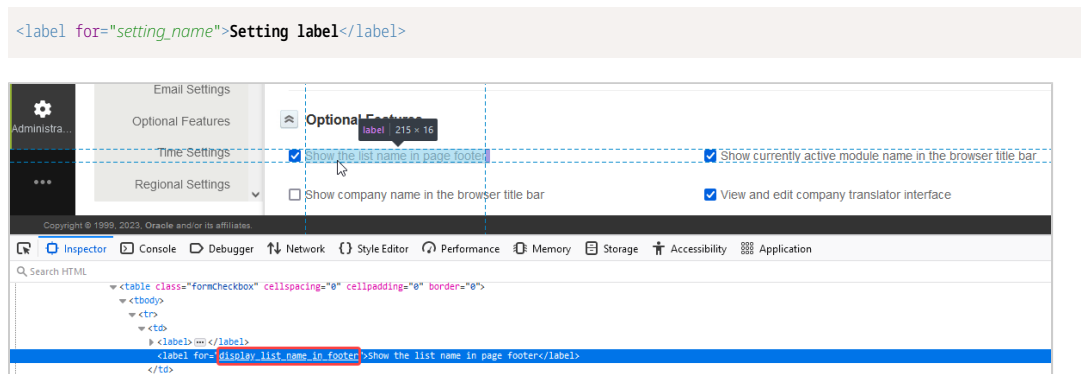 <label for="setting_name">Setting label</label>
Email Settings
Administra...
Optional Features
Time Settings
Regional Settings
Optional Features
label 215 × 16
Show the list name in page footer
Show currently active module name in the browser title bar
Show company name in the browser title bar
View and edit company translator interface
Copyright © 1999, 2023, Oracle and/or its affiliates.
Inspector Console Debugger Network Style Editor Performance Memory Storage Accessibility Application
Search HTML
<table class="formCheckbox" cellspacing="0" cellpadding="0" border="0">
<tbody>
<tr>
<td>
<label>...</label>
<label for="display_list_name_in_footer">Show the list name in page footer</label>
</td>